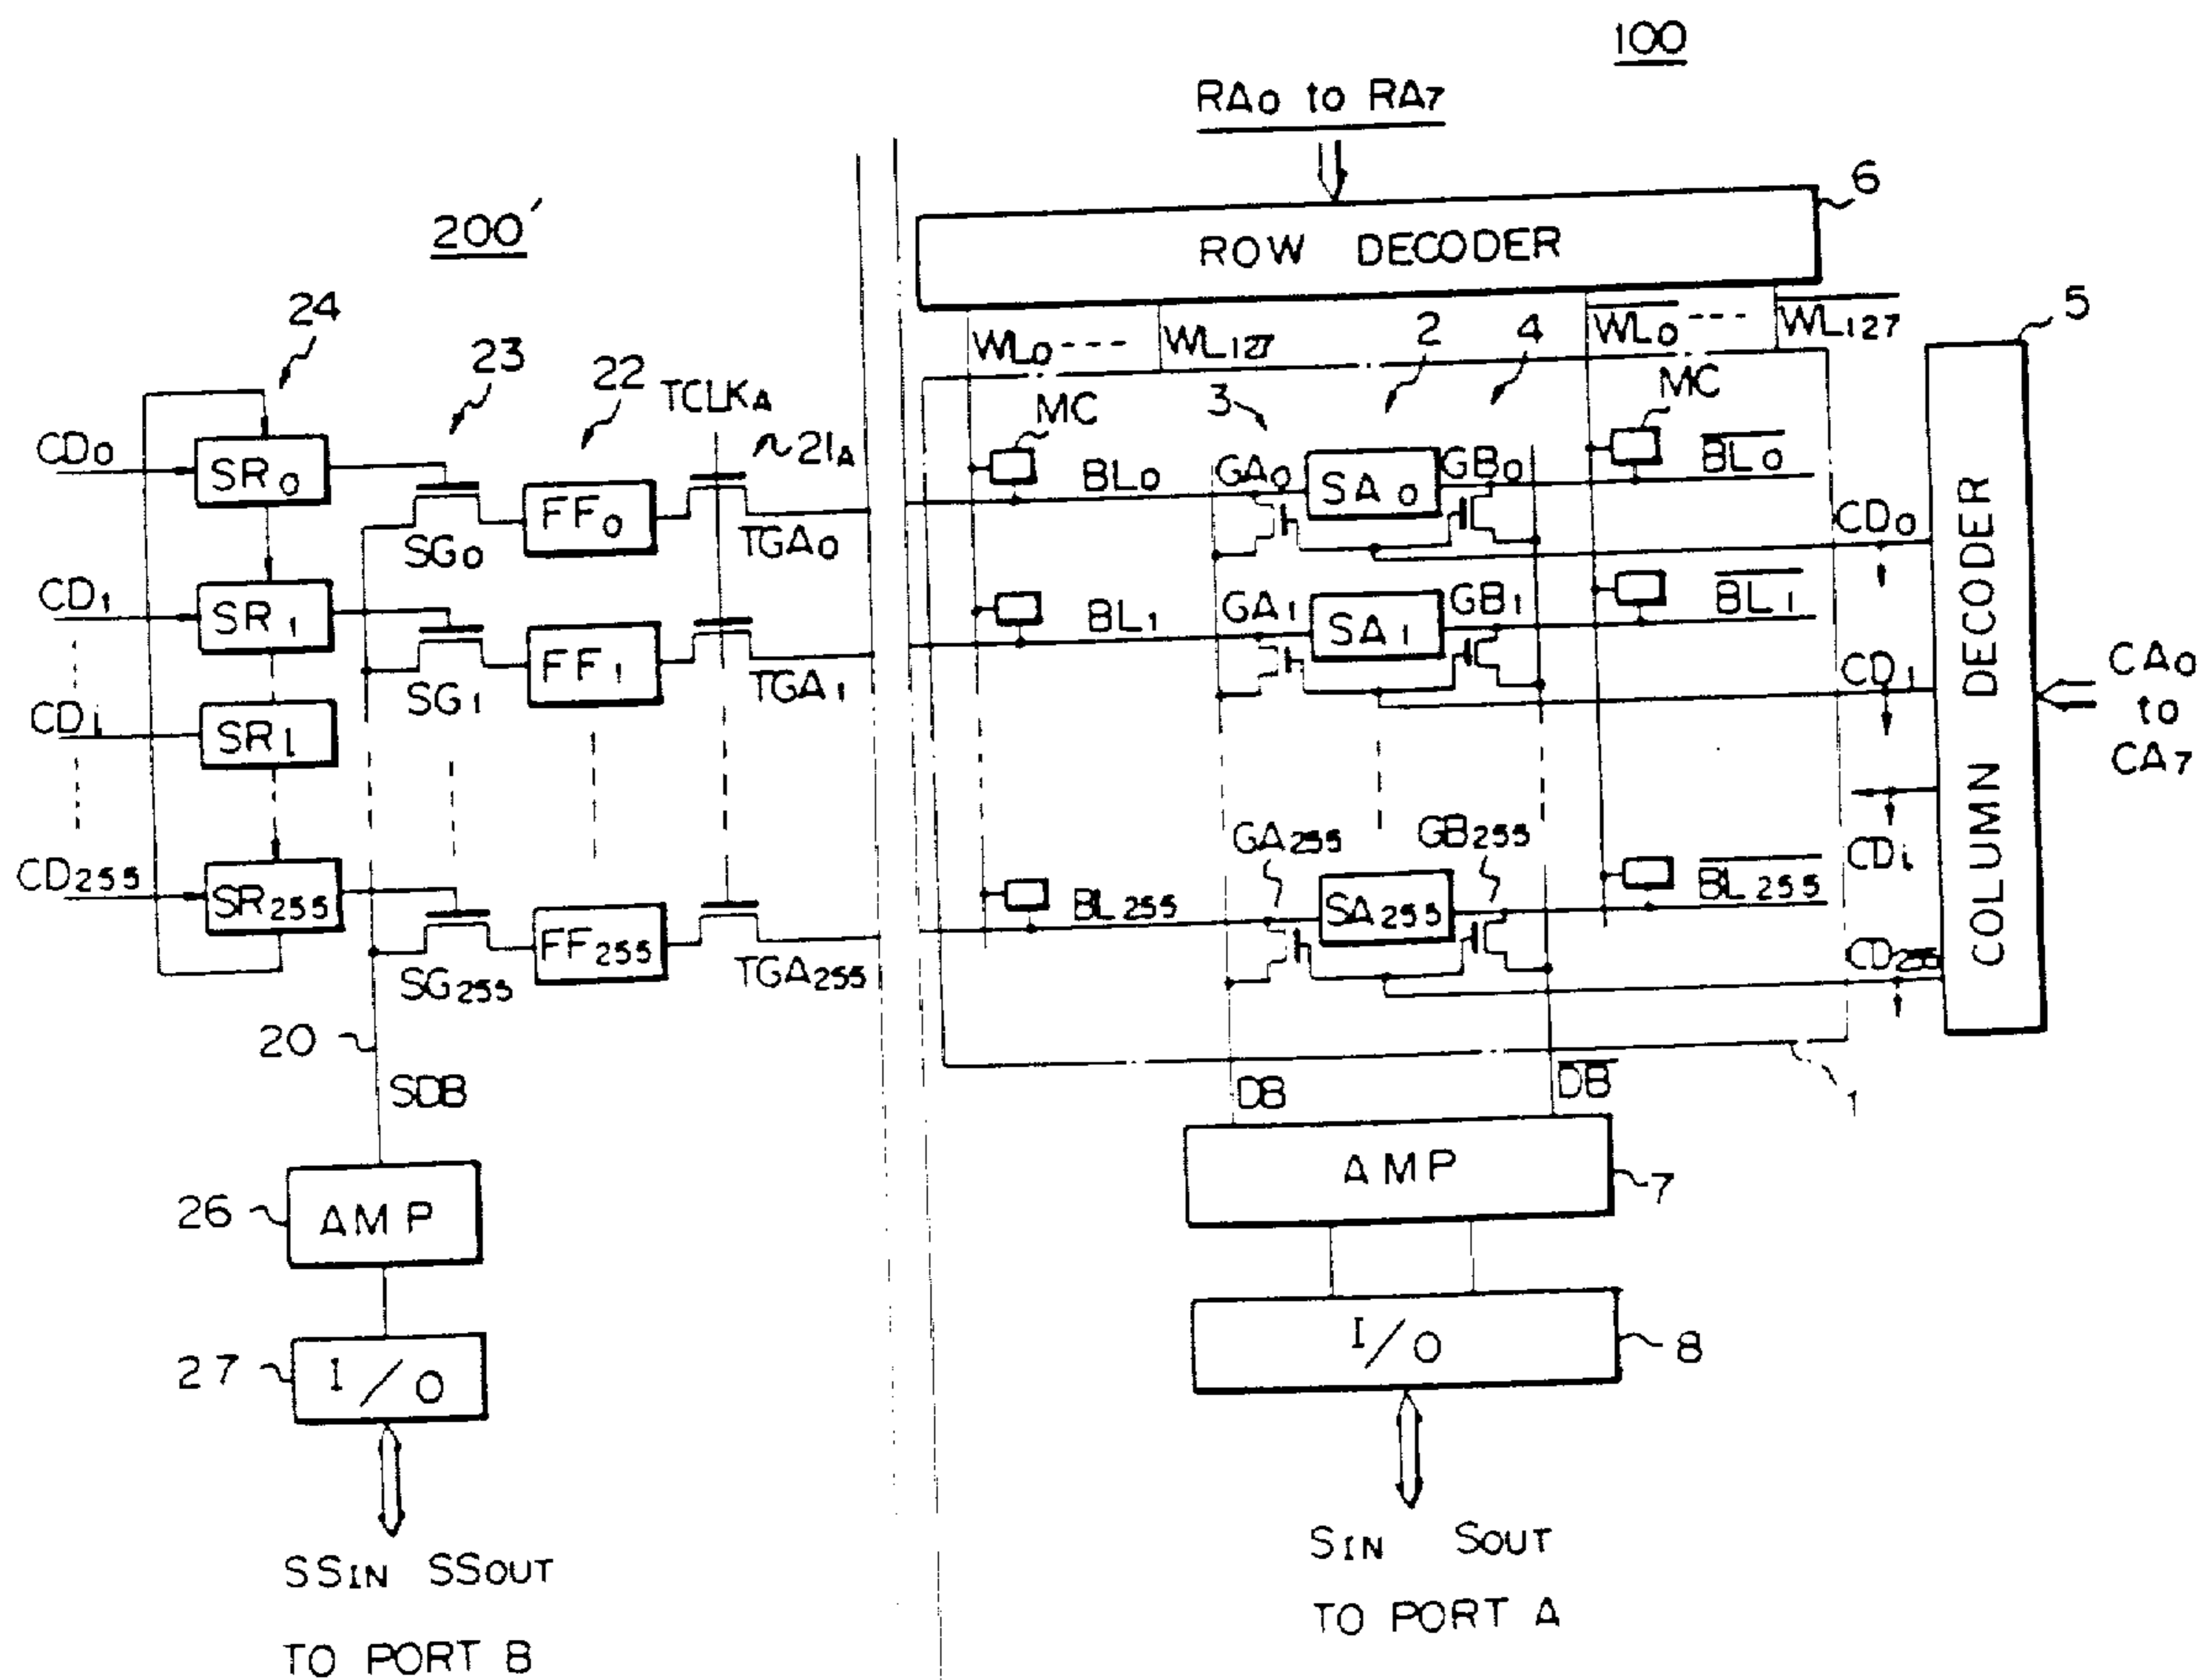 100
RA0 to RA7
6
ROW DECODER
200'
24
23
22
TCLKA
21A
WL0 ---- WL127
2
4
WL0 ---- WL127
5
3
MC
MC
CD0
SR0
SG0
FF0
TGA0
BL0
GA0
SA0
GB0
BL0
CD0
CD1
SR1
SG1
FF1
TGA1
BL1
GA1
SA1
GB1
BL1
CD1
CDi
SRi
COLUMN DECODER
CA0
to
CA7
CDi
CD255
SR255
SG255
FF255
TGA255
BL255
GA255
SA255
GB255
BL255
CD255
20
SDB
DB
DB
1
26
AMP
AMP
7
27
I/O
I/O
8
SSIN SSOUT
TO PORT B
SIN SOUT
TO PORT A